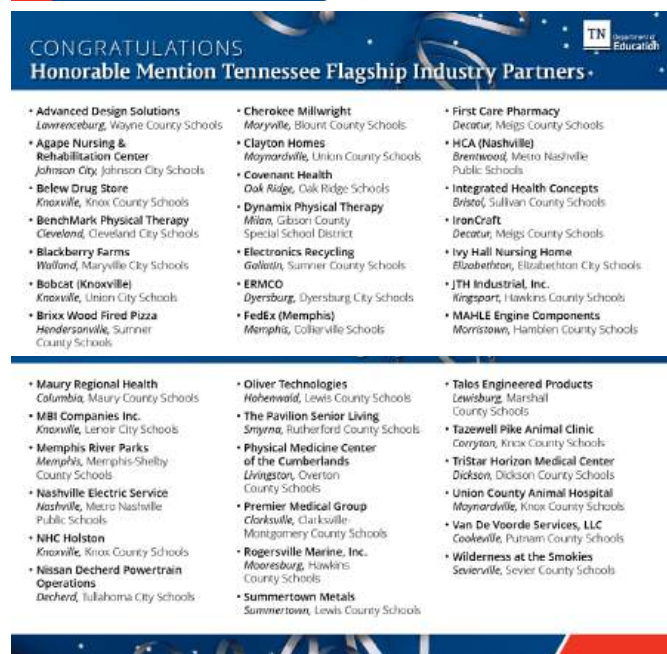 TN
Department of
Education
CONGRATULATIONS
Honorable Mention Tennessee Flagship Industry Partners
• Advanced Design Solutions
Lawrenceburg, Wayne County Schools
• Agape Nursing &
Rehabilitation Center
Johnson City, Johnson City Schools
• Belew Drug Store
Knoxville, Knox County Schools
• BenchMark Physical Therapy
Cleveland, Cleveland City Schools
• Blackberry Farms
Walland, Maryville City Schools
• Bobcat (Knoxville)
Knoxville, Union City Schools
• Brixx Wood Fired Pizza
Hendersonville, Sumner
County Schools
• Cherokee Millwright
Maryville, Blount County Schools
• Clayton Homes
Maynardville, Union County Schools
• Covenant Health
Oak Ridge, Oak Ridge Schools
• Dynamix Physical Therapy
Milan, Gibson County
Special School District
• Electronics Recycling
Gallatin, Sumner County Schools
• ERMCO
Dyersburg, Dyersburg City Schools
• FedEx (Memphis)
Memphis, Collierville Schools
• First Care Pharmacy
Decatur, Meigs County Schools
• HCA (Nashville)
Brentwood, Metro Nashville
Public Schools
• Integrated Health Concepts
Bristol, Sullivan County Schools
• IronCraft
Decatur, Meigs County Schools
• Ivy Hall Nursing Home
Elizabethton, Elizabethton City Schools
• JTH Industrial, Inc.
Kingsport, Hawkins County Schools
• MAHLE Engine Components
Morristown, Hamblen County Schools
• Maury Regional Health
Columbia, Maury County Schools
• MBI Companies Inc.
Knoxville, Lenoir City Schools
• Memphis River Parks
Memphis, Memphis-Shelby
County Schools
• Nashville Electric Service
Nashville, Metro Nashville
Public Schools
• NHC Holston
Knoxville, Knox County Schools
• Nissan Decherd Powertrain
Operations
Decherd, Tullahoma City Schools
• Oliver Technologies
Hohenwald, Lewis County Schools
• The Pavilion Senior Living
Smyrna, Rutherford County Schools
• Physical Medicine Center
of the Cumberlands
Livingston, Overton
County Schools
• Premier Medical Group
Clarksville, Clarksville-
Montgomery County Schools
• Rogersville Marine, Inc.
Mooresburg, Hawkins
County Schools
• Summertown Metals
Summertown, Lewis County Schools
• Talos Engineered Products
Lewisburg, Marshall
County Schools
• Tazewell Pike Animal Clinic
Corryton, Knox County Schools
• TriStar Horizon Medical Center
Dickson, Dickson County Schools
• Union County Animal Hospital
Maynardville, Knox County Schools
• Van De Voorde Services, LLC
Cookeville, Putnam County Schools
• Wilderness at the Smokies
Sevierville, Sevier County Schools